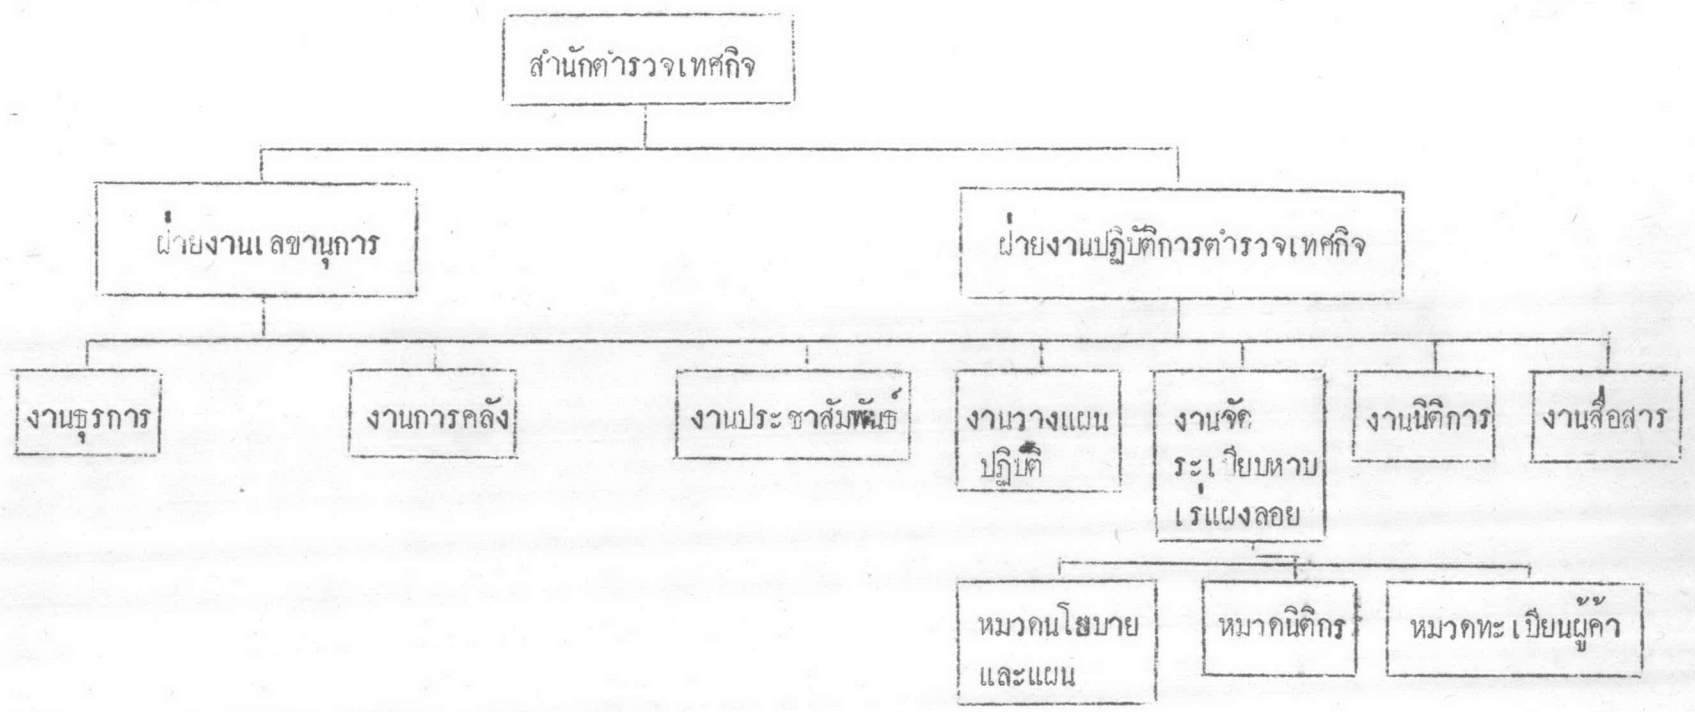 สำนักตำรวจเทศกิจ
ฝ่ายงานเลขานุการ
ฝ่ายงานปฏิบัติการตำรวจเทศกิจ
งานธุรการ
งานการคลัง
งานประชาสัมพันธ์
งานวางแผน
ปฏิบัติ
งานจัด
ระเบียบหาบ
เร่แผงลอย
งานนิติการ
งานสื่อสาร
หมวดนโยบาย
และแผน
หมวดนิติกร
หมวดทะเบียนผู้ค้า